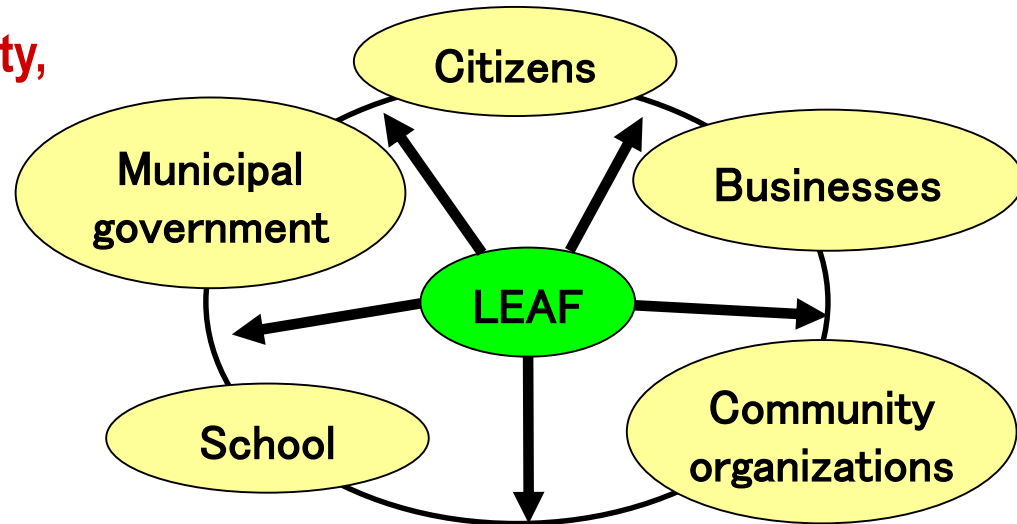 ty,
Citizens
Municipal
government
Businesses
LEAF
School
Community
organizations